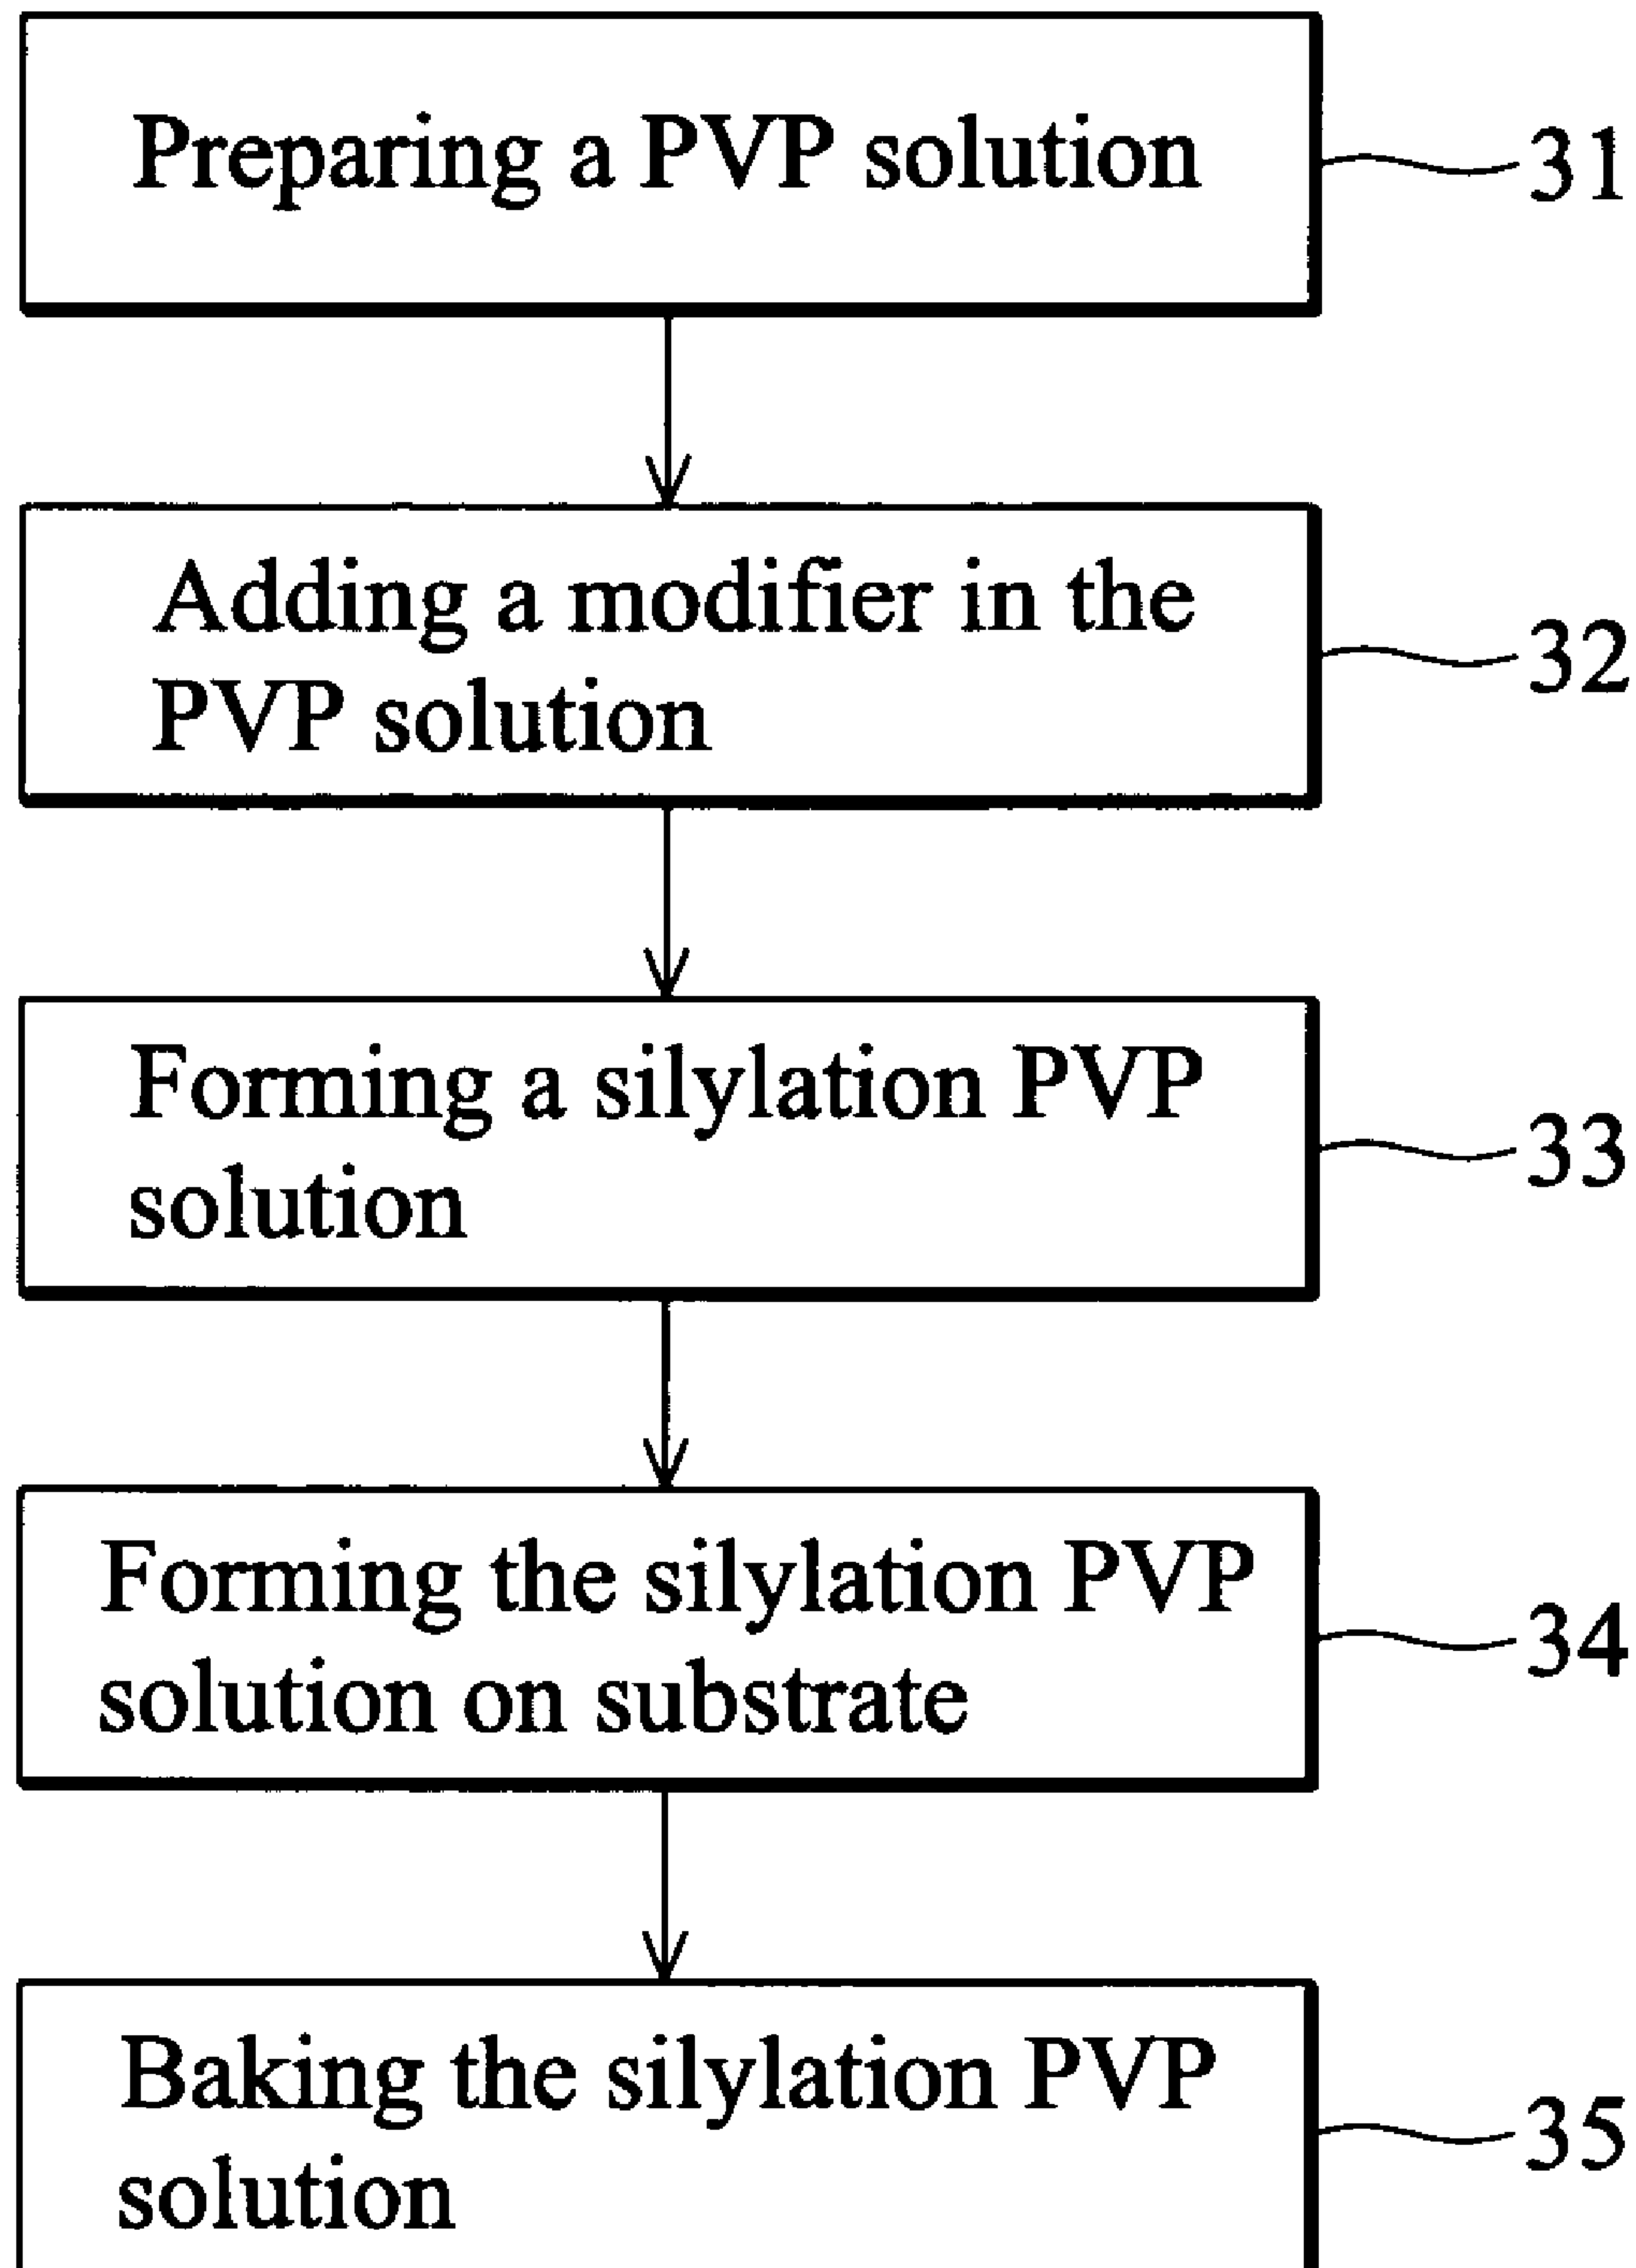 Preparing a PVP solution
31
Adding a modifier in the
PVP solution
32
Forming a silylation PVP
solution
33
Forming the silylation PVP
solution on substrate
34
Baking the silylation PVP
solution
35